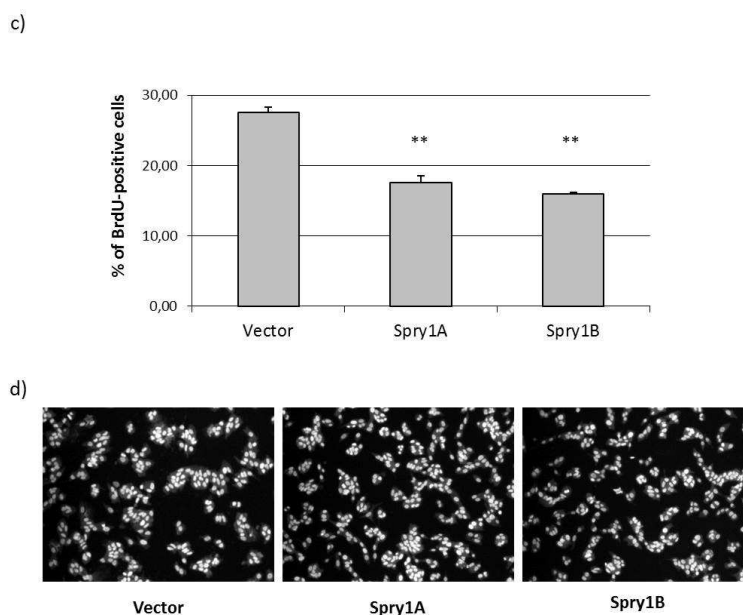 c)
% of BrdU-positive cells
30,00
20,00
10,00
0,00
** **
Vector Spry1A Spry1B
d)
Vector Spry1A Spry1B